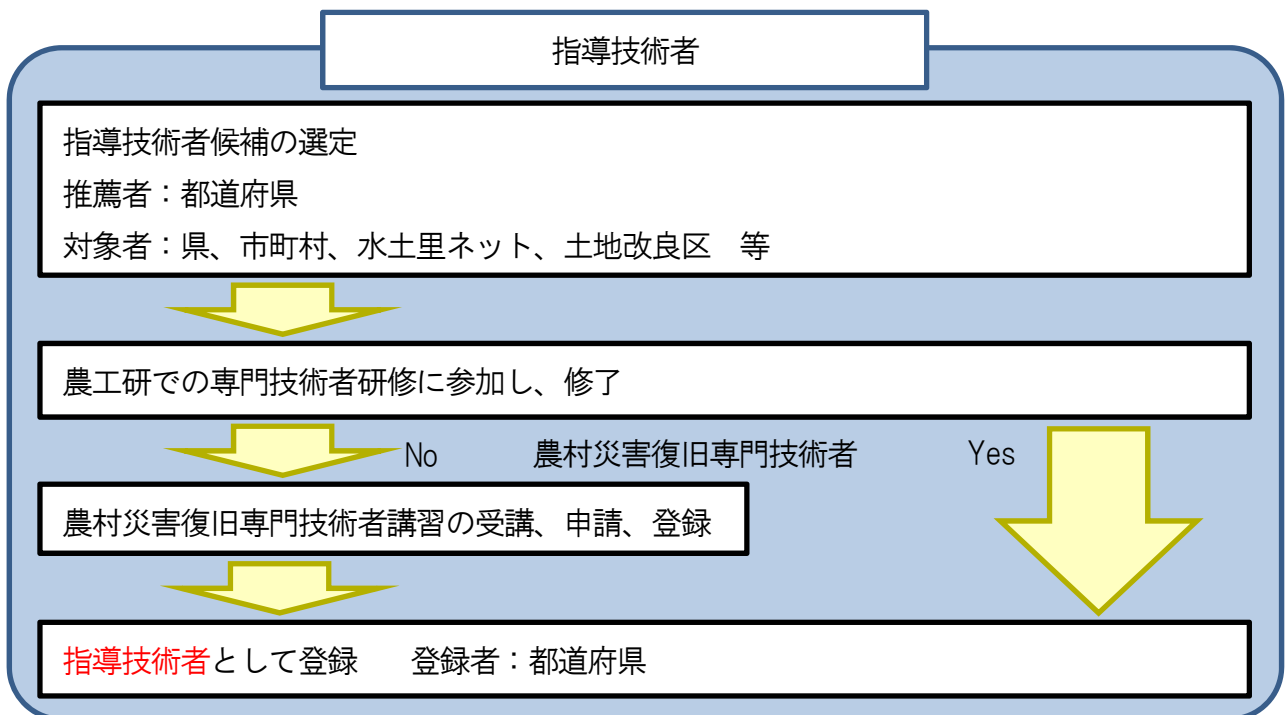 指導技術者
指導技術者候補の選定
推薦者：都道府県
対象者：県、市町村、水土里ネット、土地改良区　等
農工研での専門技術者研修に参加し、修了
No　農村災害復旧専門技術者　Yes
農村災害復旧専門技術者講習の受講、申請、登録
指導技術者として登録　登録者：都道府県